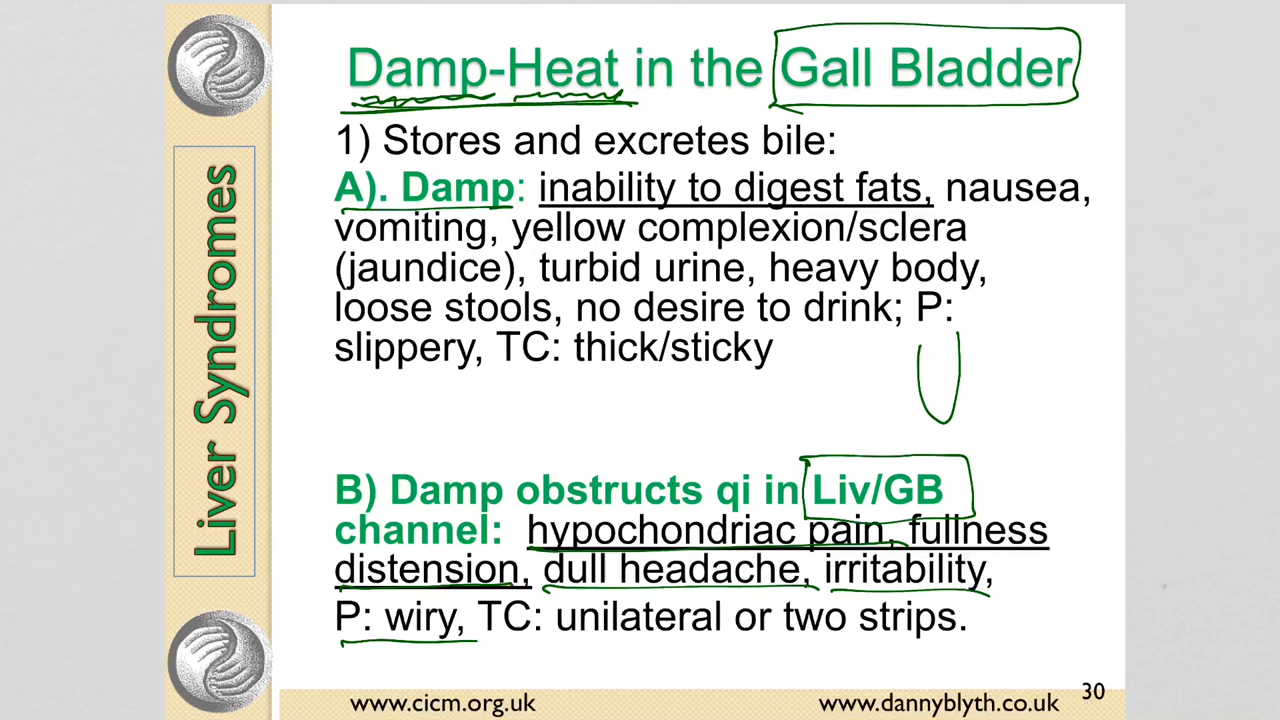 Liver Syndromes
Damp-Heat in the Gall Bladder
1) Stores and excretes bile:
A). Damp: inability to digest fats, nausea,
vomiting, yellow complexion/sclera
(jaundice), turbid urine, heavy body,
loose stools, no desire to drink; P:
slippery, TC: thick/sticky
B) Damp obstructs qi in Liv/GB
channel: hypochondriac pain, fullness
distension, dull headache, irritability,
P: wiry, TC: unilateral or two strips.
www.cicm.org.uk
www.dannyblyth.co.uk
30